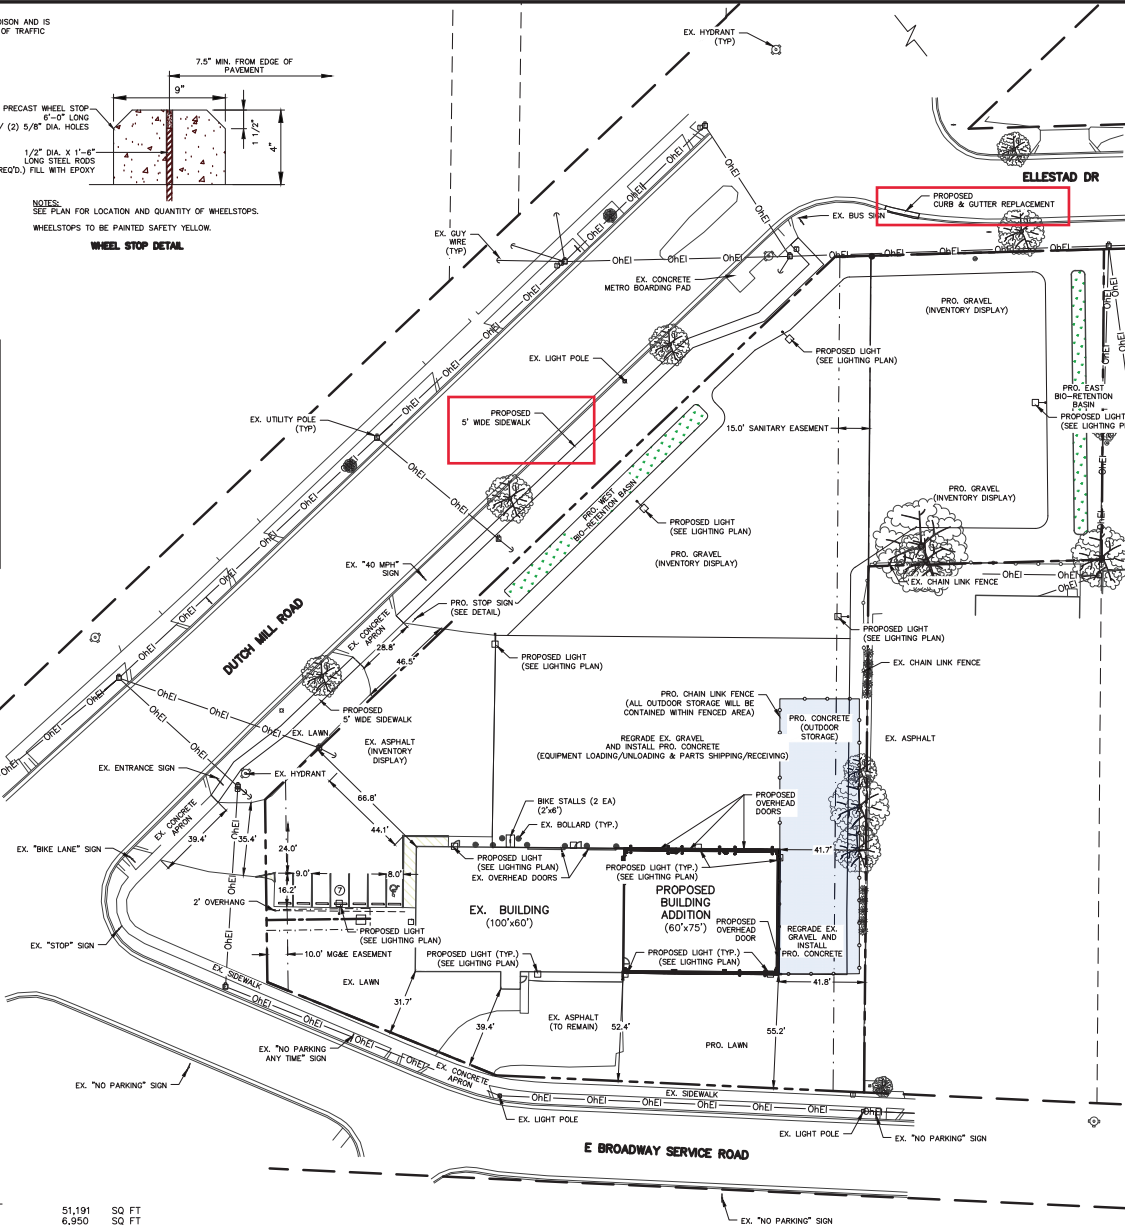 DISON AND IS
OF TRAFFIC
7.5" MIN. FROM EDGE OF
PAVEMENT
9"
PRECAST WHEEL STOP
6'-0" LONG
/ (2) 5/8" DIA. HOLES
1 1/2"
4"
1/2" DIA. X 1'-6"
LONG STEEL RODS
REQ'D.) FILL WITH EPOXY
NOTES:
SEE PLAN FOR LOCATION AND QUANTITY OF WHEELSTOPS.
WHEELSTOPS TO BE PAINTED SAFETY YELLOW.
WHEEL STOP DETAIL
EX. HYDRANT
(TYP)
ELLESTAD DR
PROPOSED
CURB & GUTTER REPLACEMENT
EX. BUS SIGN
EX. GUY
WIRE
(TYP)
OhEl
OhEl
OhEl
OhEl
OhEl
EX. CONCRETE
METRO BOARDING PAD
PRO. GRAVEL
(INVENTORY DISPLAY)
PROPOSED LIGHT
(SEE LIGHTING PLAN)
EX. LIGHT POLE
PRO. EAST
BIO-RETENTION
BASIN
PROPOSED LIGHT
(SEE LIGHTING PL
PROPOSED
5' WIDE SIDEWALK
EX. UTILITY POLE
(TYP)
15.0' SANITARY EASEMENT
PRO. WEST
BIO-RETENTION BASIN
PRO. GRAVEL
(INVENTORY DISPLAY)
PROPOSED LIGHT
(SEE LIGHTING PLAN)
PRO. GRAVEL
(INVENTORY DISPLAY)
EX. "40 MPH"
SIGN
EX. CHAIN LINK FENCE
OhEl
OhEl
PRO. STOP SIGN
(SEE DETAIL)
DUTCH MILL ROAD
EX. CONCRETE
APRON
28.8'
46.5'
PROPOSED LIGHT
(SEE LIGHTING PLAN)
PROPOSED LIGHT
(SEE LIGHTING PLAN)
EX. CHAIN LINK FENCE
PRO. CHAIN LINK FENCE
(ALL OUTDOOR STORAGE WILL BE
CONTAINED WITHIN FENCED AREA)
PROPOSED
5' WIDE SIDEWALK
PRO. CONCRETE
(OUTDOOR
STORAGE)
EX. LAWN
EX. ASPHALT
(INVENTORY
DISPLAY)
REGRADE EX. GRAVEL
AND INSTALL PRO. CONCRETE
(EQUIPMENT LOADING/UNLOADING & PARTS SHIPPING/RECEIVING)
EX. ASPHALT
EX. ENTRANCE SIGN
EX. HYDRANT
66.8'
44.1'
BIKE STALLS (2 EA)
(2'x6')
EX. BOLLARD (TYP.)
PROPOSED
OVERHEAD
DOORS
EX. CONCRETE
APRON
39.4'
35.4'
24.0'
EX. "BIKE LANE" SIGN
PROPOSED LIGHT
(SEE LIGHTING PLAN)
EX. OVERHEAD DOORS
PROPOSED LIGHT (TYP.)
(SEE LIGHTING PLAN)
41.7'
9.0'
8.0'
16.2'
7
2' OVERHANG
EX. BUILDING
(100'x60')
PROPOSED
BUILDING
ADDITION
(60'x75')
PROPOSED
OVERHEAD
DOOR
REGRADE EX.
GRAVEL AND
INSTALL
PRO. CONCRETE
PROPOSED LIGHT
(SEE LIGHTING PLAN)
EX. "STOP" SIGN
10.0' MG&E EASEMENT
PROPOSED LIGHT (TYP.)
(SEE LIGHTING PLAN)
PROPOSED LIGHT (TYP.)
(SEE LIGHTING PLAN)
EX. SIDEWALK
EX. LAWN
41.8'
31.7'
39.4'
EX. ASPHALT
(TO REMAIN)
52.4'
55.2'
PRO. LAWN
EX. "NO PARKING
ANY TIME" SIGN
EX. CONCRETE
APRON
EX. "NO PARKING" SIGN
EX. SIDEWALK
OhEl
OhEl
OhEl
OhEl
OhEl
EX. LIGHT POLE
EX. LIGHT POLE
EX. "NO PARKING" SIGN
E BROADWAY SERVICE ROAD
51,191 SQ FT
6,950 SQ FT
EX. "NO PARKING" SIGN